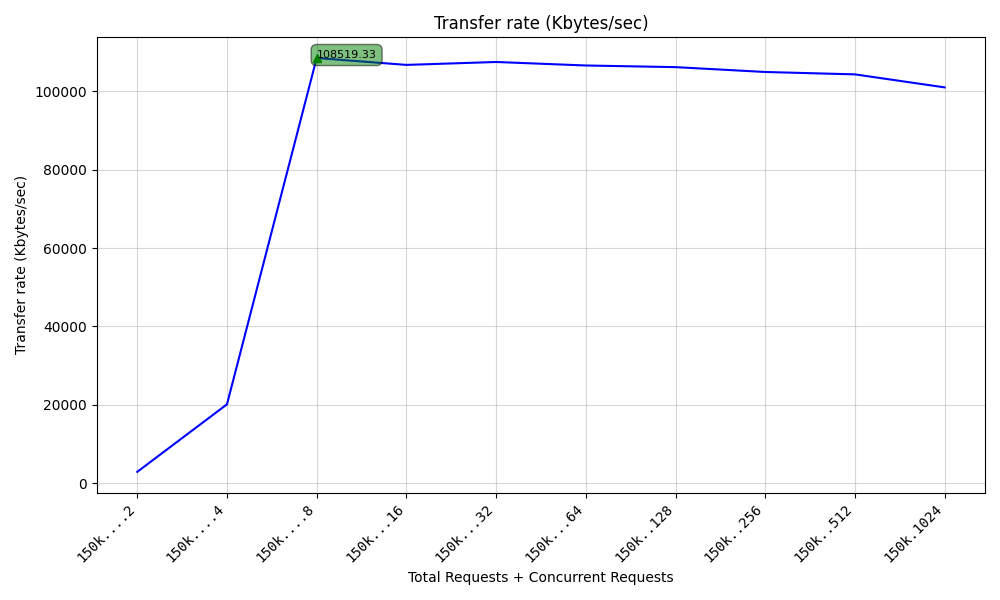 Transfer rate (Kbytes/sec)
108519.33
100000
80000
60000
40000
20000
0
Transfer rate (Kbytes/sec)
150k....2
150k....4
150k....8
150k...16
150k...32
150k...64
150k..128
150k..256
150k..512
150k.1024
Total Requests + Concurrent Requests